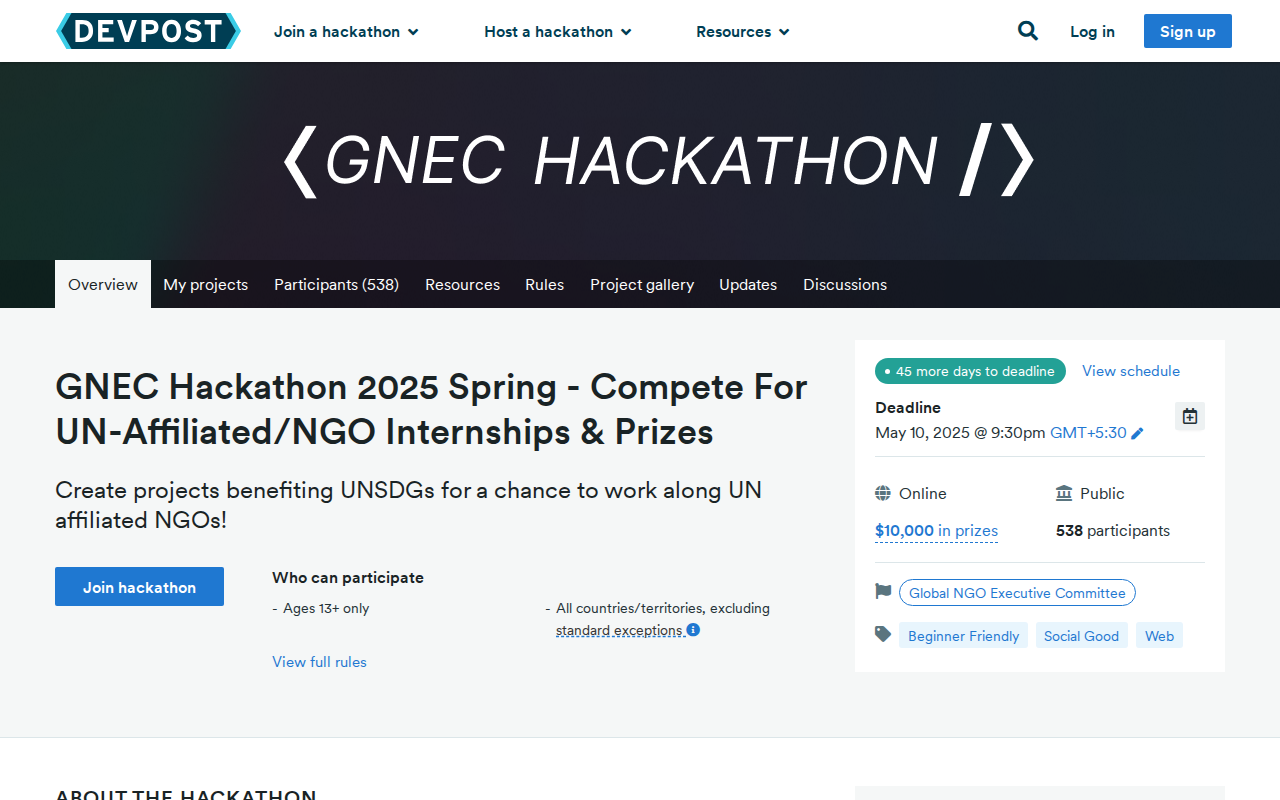 DEVPOST Join a hackathon Host a hackathon Resources Log in Sign up
GNEC HACKATHON
Overview My projects Participants (538) Resources Rules Project gallery Updates Discussions
GNEC Hackathon 2025 Spring - Compete For
UN-Affiliated/NGO Internships & Prizes
Create projects benefiting UNSDGs for a chance to work along UN
affiliated NGOs!
Join hackathon
Who can participate
- Ages 13+ only
- All countries/territories, excluding
standard exceptions
View full rules
45 more days to deadline View schedule
Deadline
May 10, 2025 @ 9:30pm GMT+5:30
Online Public
$10,000 in prizes 538 participants
Global NGO Executive Committee
Beginner Friendly Social Good Web
ABOUT THE HACKATHON